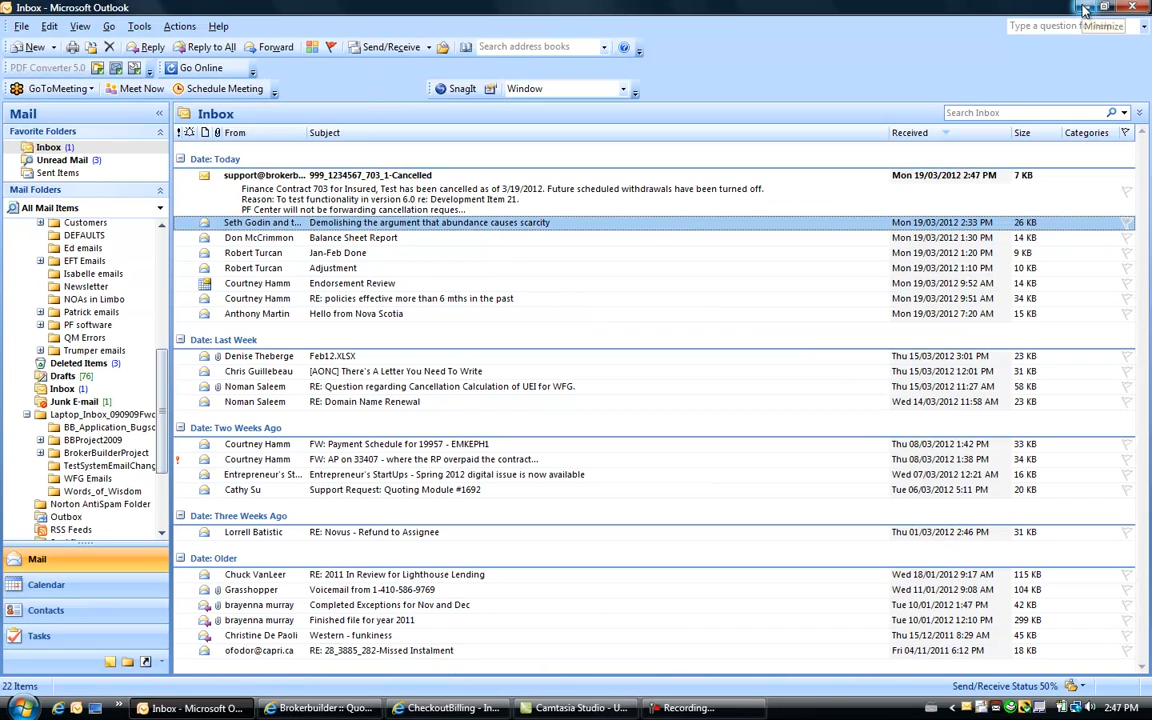 Inbox - Microsoft Outlook
File Edit View Go Tools Actions Help
Type a question f
Minimize
New Reply Reply to All Forward Send/Receive Search address books
PDF Converter 5.0 Go Online
GoToMeeting Meet Now Schedule Meeting SnagIt Window
Mail « Inbox Search Inbox
Favorite Folders
Inbox (1)
Unread Mail (3)
Sent Items
Mail Folders
All Mail Items
Customers
DEFAULTS
Ed emails
EFT Emails
Isabelle emails
Newsletter
NOAs in Limbo
Patrick emails
PF software
QM Errors
Trumper emails
Deleted Items (3)
Drafts [76]
Inbox (1)
Junk E-mail [1]
Laptop_Inbox_090909Fwc
BB_Application_Bugsc
BBProject2009
BrokerBuilderProject
TestSystemEmailChang
WFG Emails
Words_of_Wisdom
Norton AntiSpam Folder
Outbox
RSS Feeds
Mail
Calendar
Contacts
Tasks
From Subject Received Size Categories
Date: Today
support@brokerb... 999_1234567_703_1-Cancelled Mon 19/03/2012 2:47 PM 7 KB
Finance Contract 703 for Insured, Test has been cancelled as of 3/19/2012. Future scheduled withdrawals have been turned off.
Reason: To test functionality in version 6.0 re: Development Item 21.
PF Center will not be forwarding cancellation reques...
Seth Godin and t... Demolishing the argument that abundance causes scarcity Mon 19/03/2012 2:33 PM 26 KB
Don McCrimmon Balance Sheet Report Mon 19/03/2012 1:30 PM 14 KB
Robert Turcan Jan-Feb Done Mon 19/03/2012 1:20 PM 9 KB
Robert Turcan Adjustment Mon 19/03/2012 1:06 PM 10 KB
Courtney Hamm Endorsement Review Mon 19/03/2012 9:52 AM 14 KB
Courtney Hamm RE: policies effective more than 6 mths in the past Mon 19/03/2012 9:51 AM 34 KB
Anthony Martin Hello from Nova Scotia Mon 19/03/2012 7:20 AM 15 KB
Date: Last Week
Denise Theberge Feb12.XLSX Thu 15/03/2012 3:01 PM 23 KB
Chris Guillebeau [AONC] There's A Letter You Need To Write Thu 15/03/2012 12:01 PM 31 KB
Noman Saleem RE: Question regarding Cancellation Calculation of UEI for WFG. Thu 15/03/2012 11:27 AM 58 KB
Noman Saleem RE: Domain Name Renewal Wed 14/03/2012 11:58 AM 23 KB
Date: Two Weeks Ago
Courtney Hamm FW: Payment Schedule for 19957 - EMKEPH1 Thu 08/03/2012 1:42 PM 33 KB
Courtney Hamm FW: AP on 33407 - where the RP overpaid the contract... Thu 08/03/2012 1:38 PM 34 KB
Entrepreneur's St... Entrepreneur's StartUps - Spring 2012 digital issue is now available Wed 07/03/2012 12:21 AM 16 KB
Cathy Su Support Request: Quoting Module #1692 Tue 06/03/2012 5:11 PM 20 KB
Date: Three Weeks Ago
Lorrell Batistic RE: Novus - Refund to Assignee Thu 01/03/2012 2:46 PM 31 KB
Date: Older
Chuck VanLeer RE: 2011 In Review for Lighthouse Lending Wed 18/01/2012 9:17 AM 115 KB
Grasshopper Voicemail from 1-410-586-9769 Wed 11/01/2012 9:08 AM 104 KB
brayenna murray Completed Exceptions for Nov and Dec Tue 10/01/2012 1:47 PM 42 KB
brayenna murray Finished file for year 2011 Tue 10/01/2012 12:10 PM 299 KB
Christine De Paoli Western - funkiness Thu 15/12/2011 8:29 AM 45 KB
ofodor@capri.ca RE: 28_3885_282-Missed Instalment Fri 04/11/2011 6:12 PM 18 KB
22 Items Send/Receive Status 50%
Inbox - Microsoft O... Brokerbuilder :: Quo... CheckoutBilling - In... Camtasia Studio - U... Recording... 2:47 PM